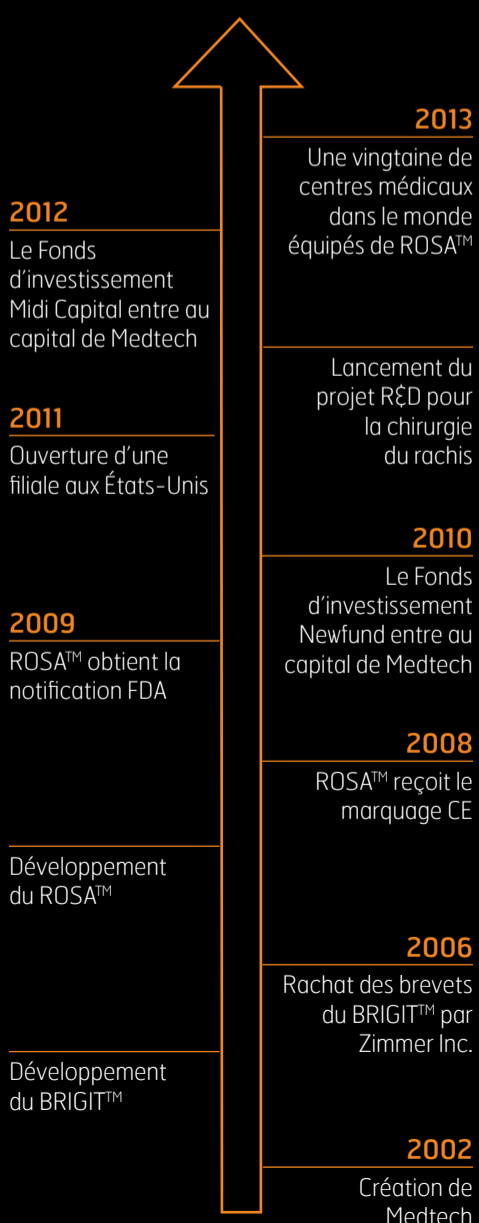 2013
Une vingtaine de
centres médicaux
dans le monde
équipés de ROSA™
2012
Le Fonds
d'investissement
Midi Capital entre au
capital de Medtech
Lancement du
projet R&D pour
la chirurgie
du rachis
2011
Ouverture d'une
filiale aux États-Unis
2010
Le Fonds
d'investissement
Newfund entre au
capital de Medtech
2009
ROSA™ obtient la
notification FDA
2008
ROSA™ reçoit le
marquage CE
Développement
du ROSA™
2006
Rachat des brevets
du BRIGIT™ par
Zimmer Inc.
Développement
du BRIGIT™
2002
Création de
Medtech